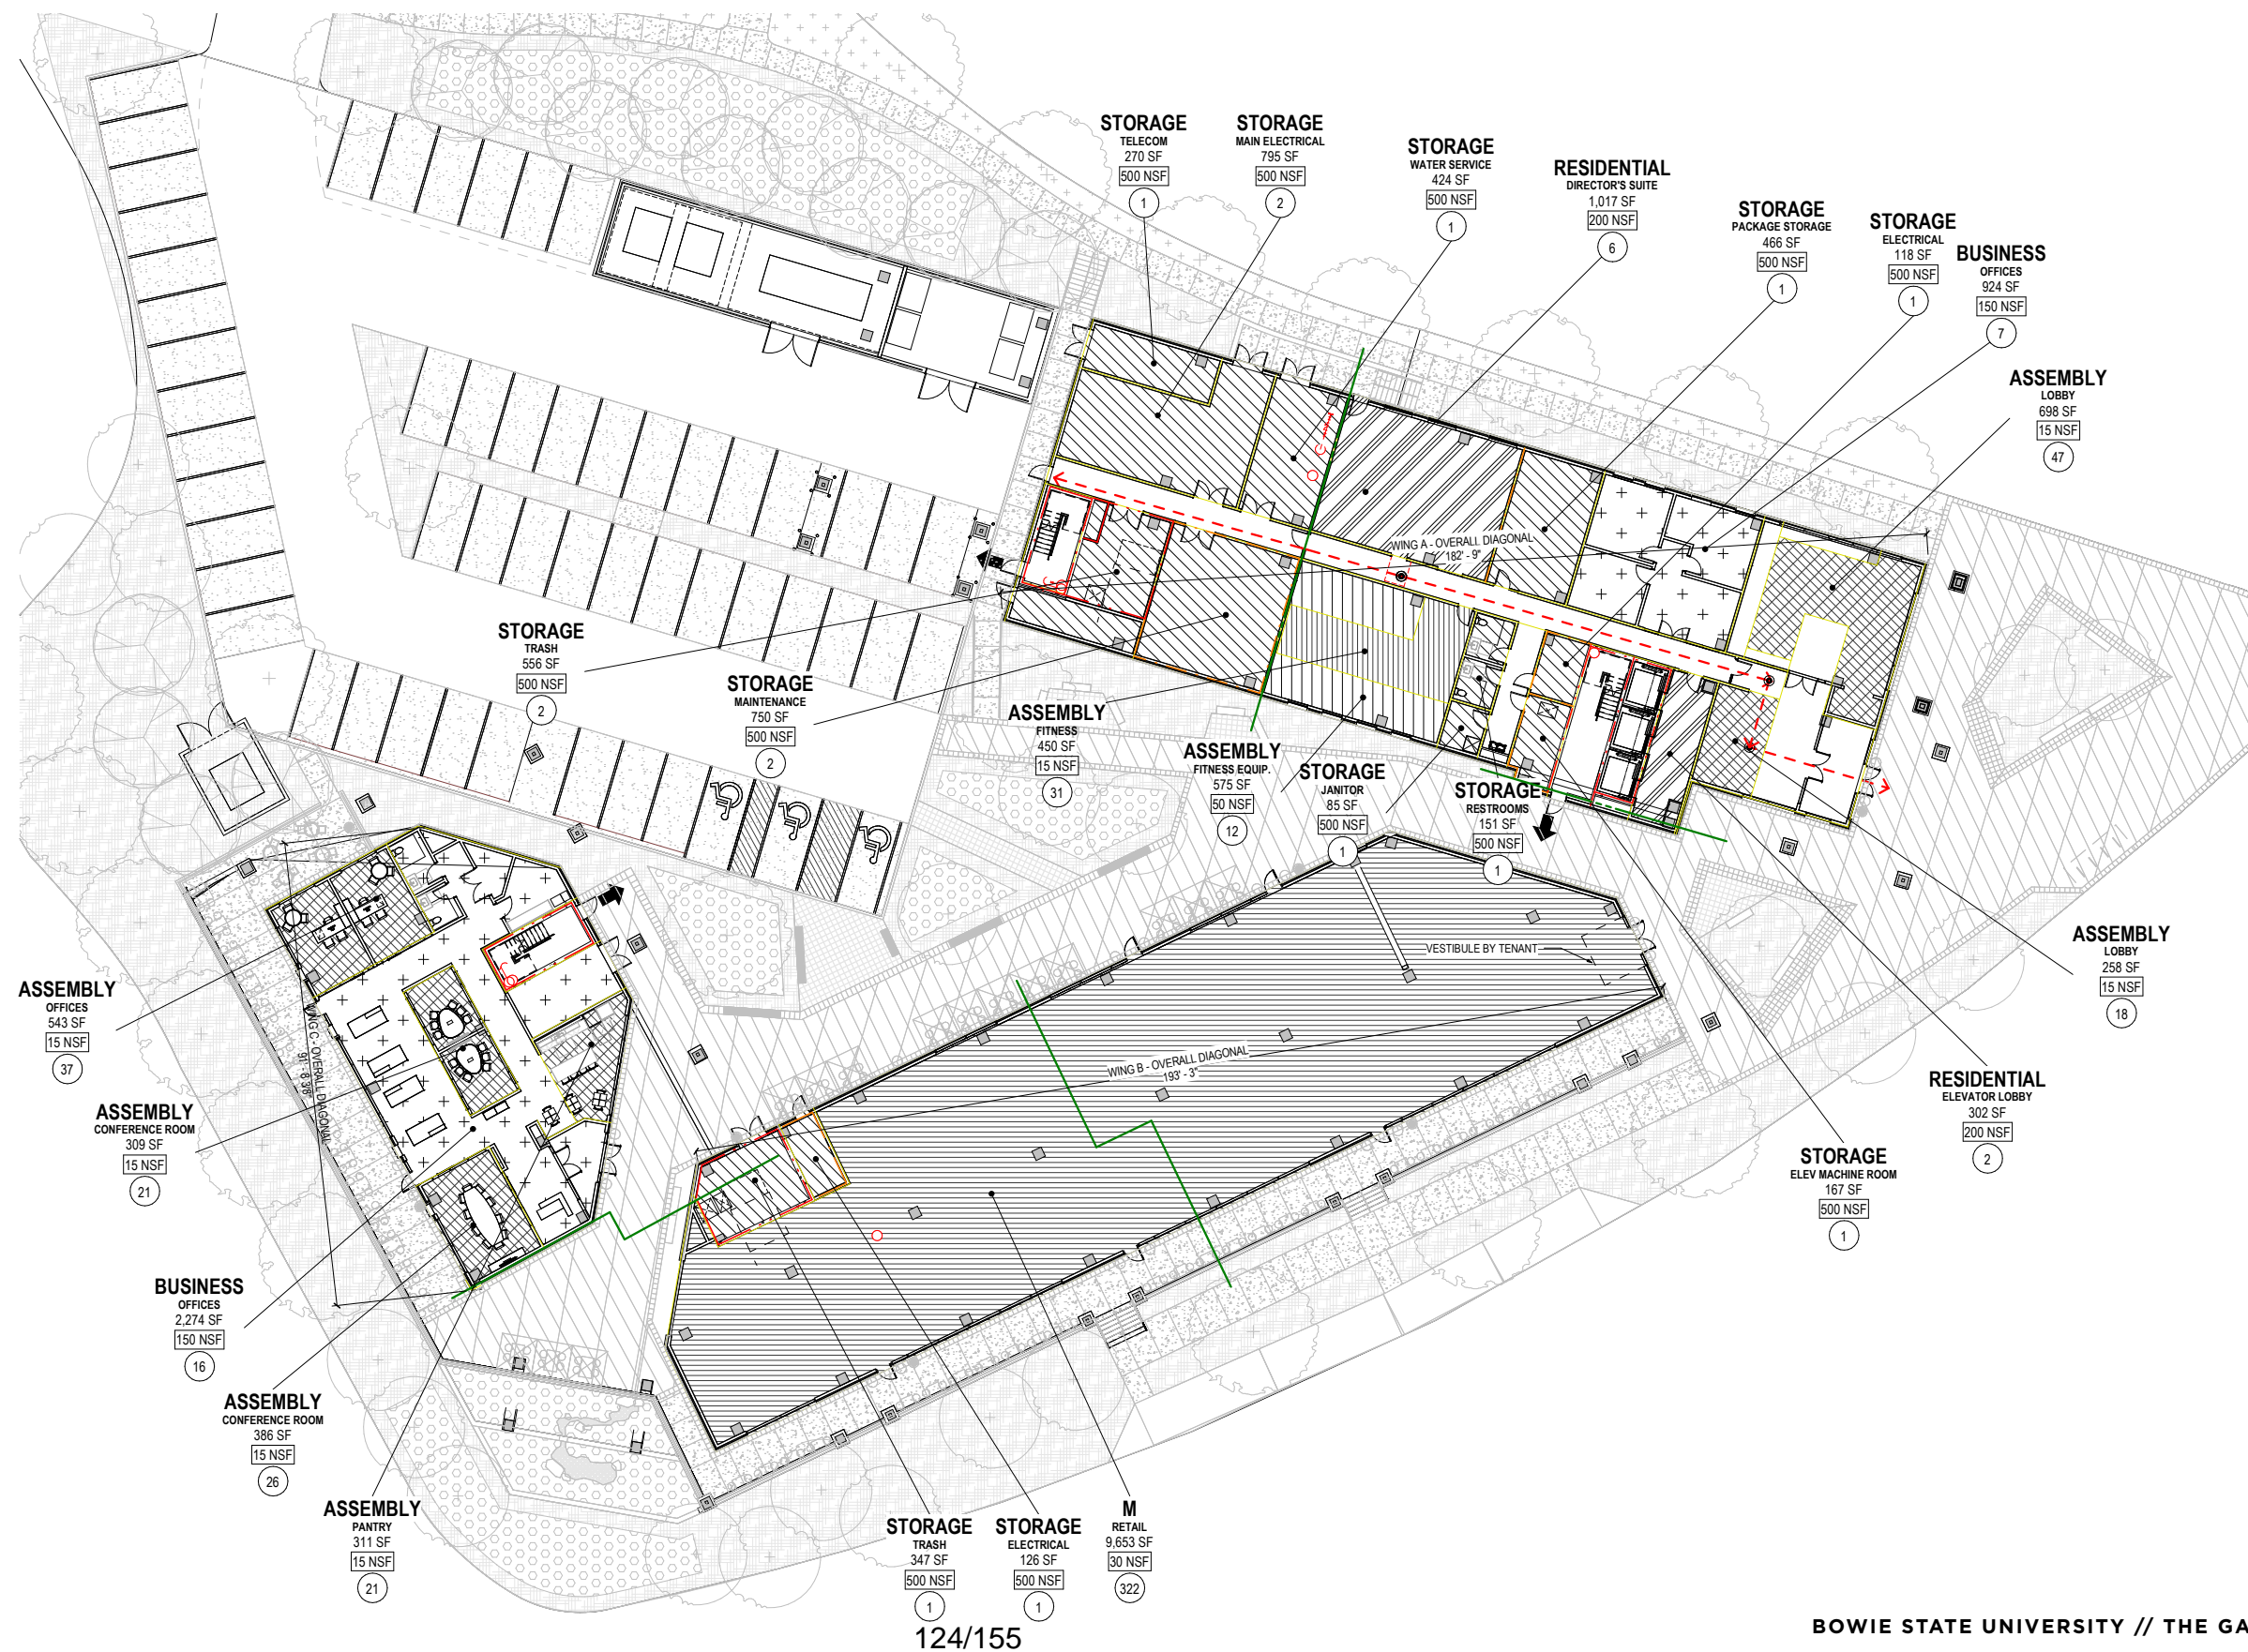 STORAGE
TELECOM
270 SF
500 NSF
1
STORAGE
MAIN ELECTRICAL
795 SF
500 NSF
2
STORAGE
WATER SERVICE
424 SF
500 NSF
1
RESIDENTIAL
DIRECTOR'S SUITE
1,017 SF
200 NSF
6
STORAGE
PACKAGE STORAGE
466 SF
500 NSF
1
STORAGE
ELECTRICAL
118 SF
500 NSF
1
BUSINESS
OFFICES
924 SF
150 NSF
7
ASSEMBLY
LOBBY
698 SF
15 NSF
47
WING A - OVERALL DIAGONAL
182' - 9"
STORAGE
TRASH
556 SF
500 NSF
2
STORAGE
MAINTENANCE
750 SF
500 NSF
2
ASSEMBLY
FITNESS
450 SF
15 NSF
31
ASSEMBLY
FITNESS EQUIP.
575 SF
50 NSF
12
STORAGE
JANITOR
85 SF
500 NSF
1
STORAGE
RESTROOMS
151 SF
500 NSF
1
VESTIBULE BY TENANT
ASSEMBLY
LOBBY
258 SF
15 NSF
18
ASSEMBLY
OFFICES
543 SF
15 NSF
37
WING C - OVERALL DIAGONAL
91' - 8 3/8"
WING B - OVERALL DIAGONAL
193' - 3"
ASSEMBLY
CONFERENCE ROOM
309 SF
15 NSF
21
RESIDENTIAL
ELEVATOR LOBBY
302 SF
200 NSF
2
STORAGE
ELEV MACHINE ROOM
167 SF
500 NSF
1
BUSINESS
OFFICES
2,274 SF
150 NSF
16
ASSEMBLY
CONFERENCE ROOM
386 SF
15 NSF
26
ASSEMBLY
PANTRY
311 SF
15 NSF
21
STORAGE
TRASH
347 SF
500 NSF
1
STORAGE
ELECTRICAL
126 SF
500 NSF
1
M
RETAIL
9,653 SF
30 NSF
322
124/155
BOWIE STATE UNIVERSITY // THE GA